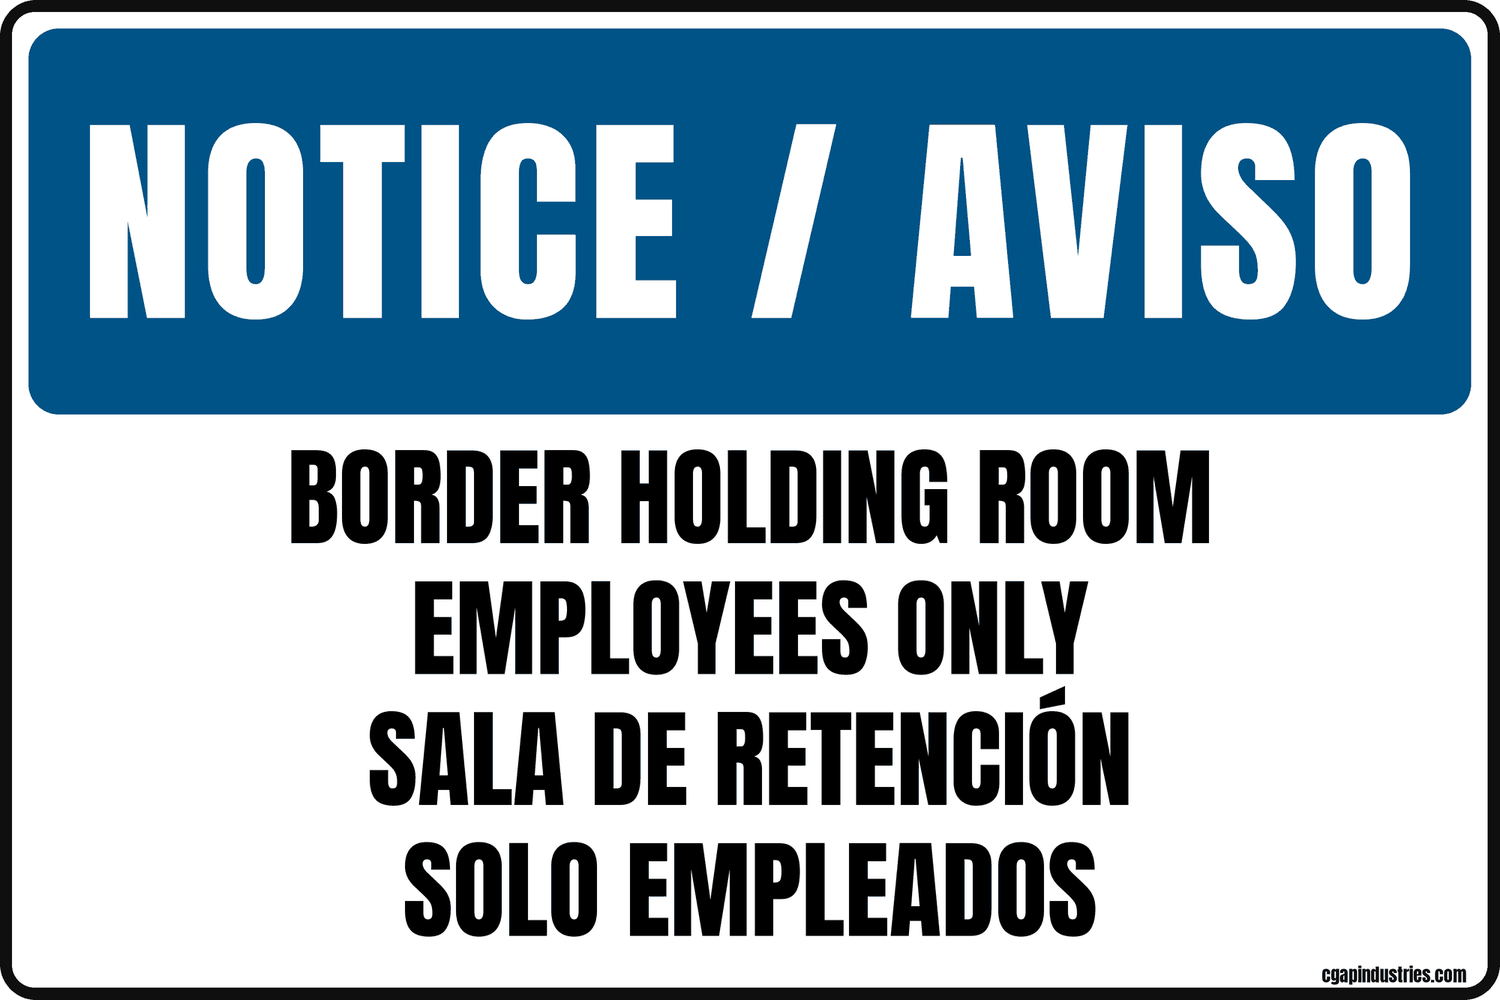 NOTICE / AVISO
BORDER HOLDING ROOM
EMPLOYEES ONLY
SALA DE RETENCIÓN
SOLO EMPLEADOS
cgapindustries.com